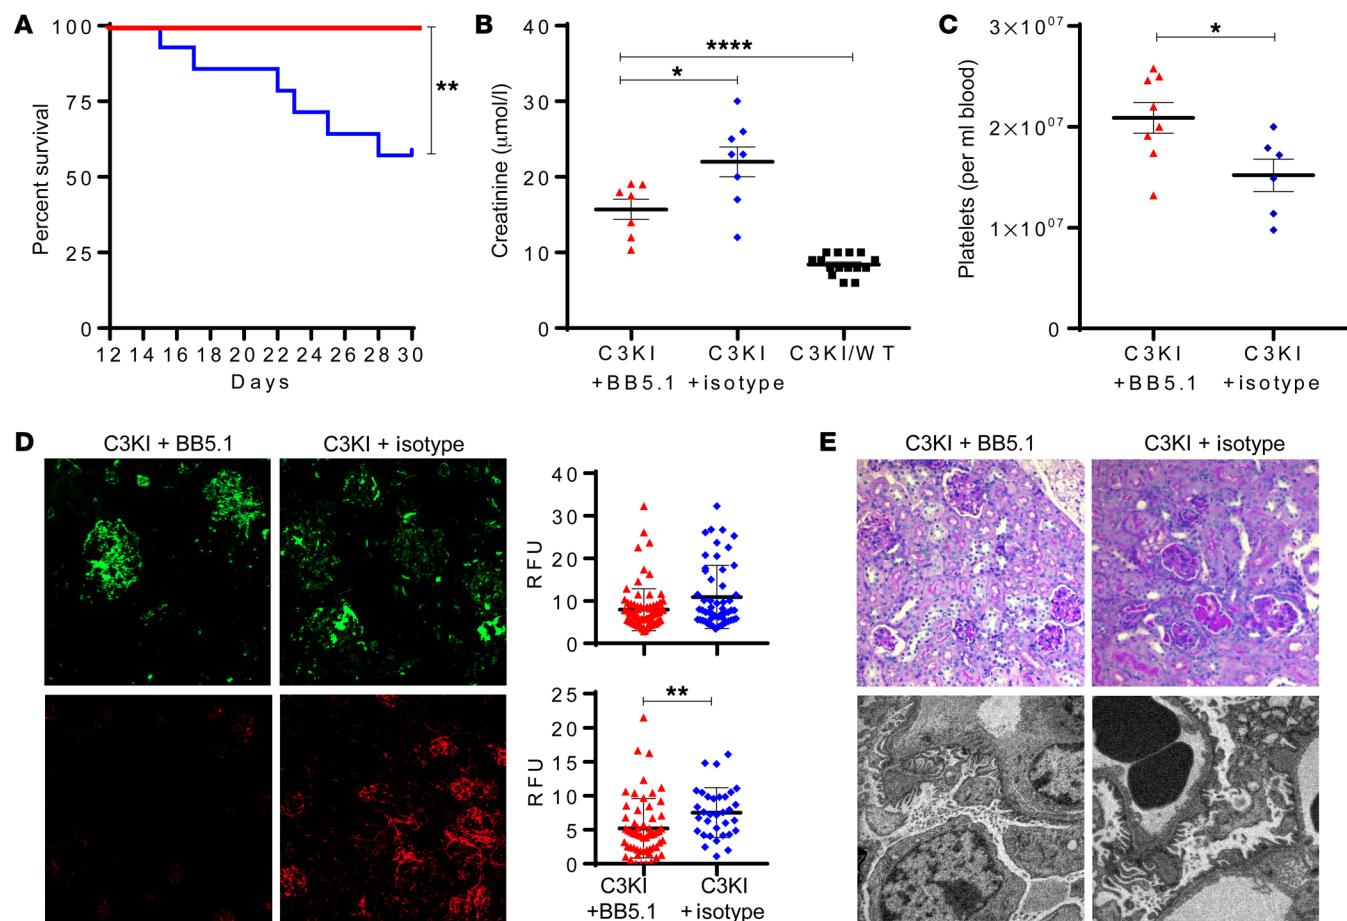 A
Percent survival
100
75
50
25
0
12 14 16 18 20 22 24 26 28 30
Days
**
B
Creatinine (μmol/l)
40
30
20
10
0
****
*
C3KI +BB5.1
C3KI +isotype
C3KI/WT
C
Platelets (per ml blood)
3×10⁰⁷
2×10⁰⁷
1×10⁰⁷
0
*
C3KI +BB5.1
C3KI +isotype
D
C3KI + BB5.1
C3KI + isotype
RFU
40
30
20
10
0
RFU
25
20
15
10
5
0
**
C3KI +BB5.1
C3KI + isotype
E
C3KI + BB5.1
C3KI + isotype